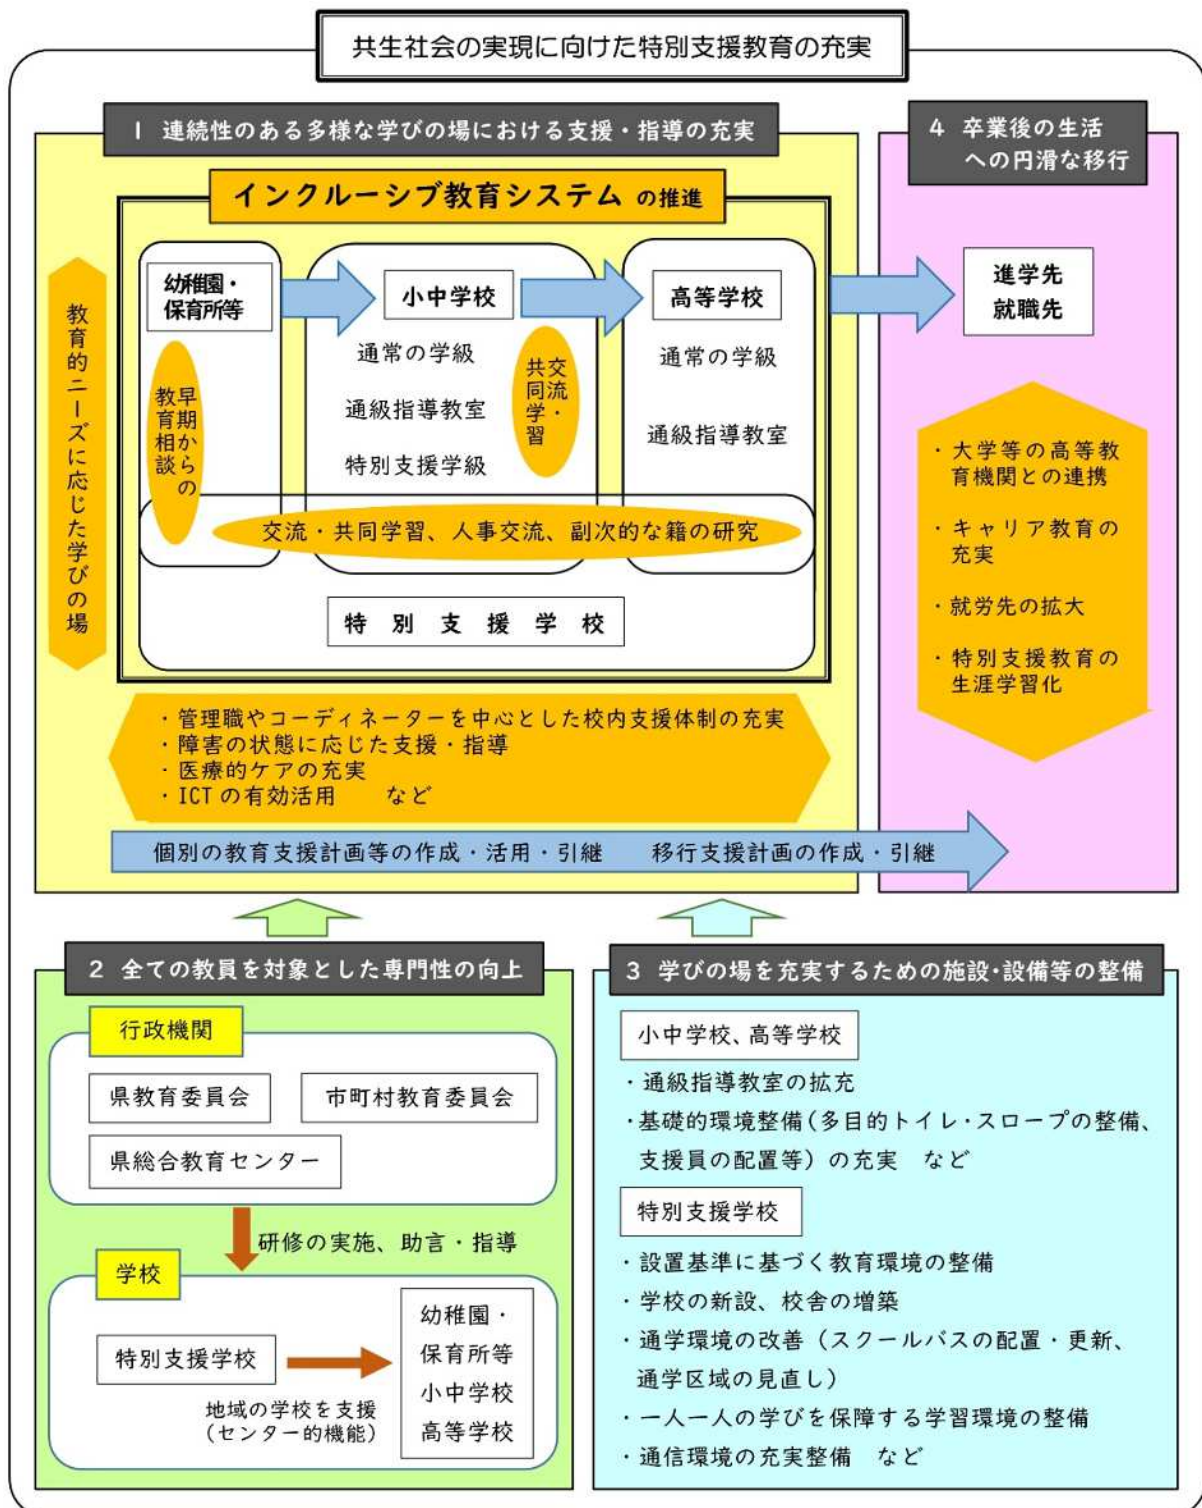 共生社会の実現に向けた特別支援教育の充実
1 連続性のある多様な学びの場における支援・指導の充実
インクルーシブ教育システム の推進
教育的ニーズに応じた学びの場
幼稚園・
保育所等
早期からの
教育相談
小中学校
通常の学級
通級指導教室
特別支援学級
交流・
共同学習
高等学校
通常の学級
通級指導教室
交流・共同学習、人事交流、副次的な籍の研究
特別支援学校
・管理職やコーディネーターを中心とした校内支援体制の充実
・障害の状態に応じた支援・指導
・医療的ケアの充実
・ICTの有効活用 など
個別の教育支援計画等の作成・活用・引継 移行支援計画の作成・引継
4 卒業後の生活
への円滑な移行
進学先
就職先
・大学等の高等教
育機関との連携
・キャリア教育の
充実
・就労先の拡大
・特別支援教育の
生涯学習化
2 全ての教員を対象とした専門性の向上
行政機関
県教育委員会
市町村教育委員会
県総合教育センター
研修の実施、助言・指導
学校
特別支援学校
地域の学校を支援
(センター的機能)
幼稚園・
保育所等
小中学校
高等学校
3 学びの場を充実するための施設・設備等の整備
小中学校、高等学校
・通級指導教室の拡充
・基礎的環境整備(多目的トイレ・スロープの整備、
支援員の配置等)の充実 など
特別支援学校
・設置基準に基づく教育環境の整備
・学校の新設、校舎の増築
・通学環境の改善(スクールバスの配置・更新、
通学区域の見直し)
・一人一人の学びを保障する学習環境の整備
・通信環境の充実整備 など